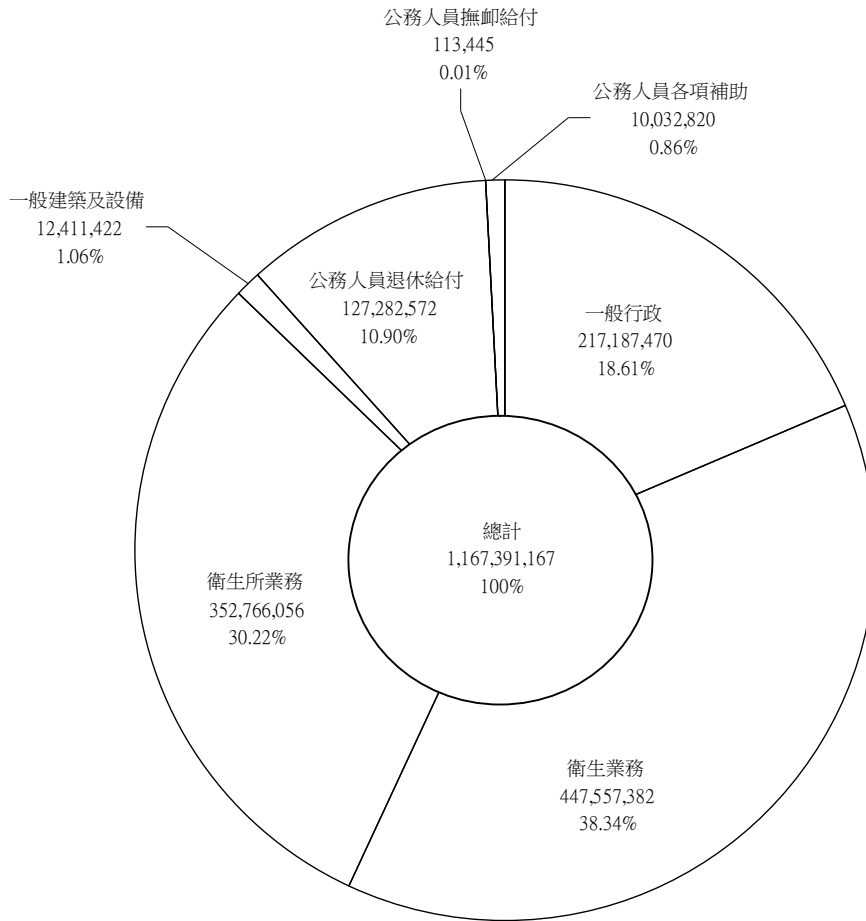 公務人員撫卹給付
113,445
0.01%
公務人員各項補助
10,032,820
0.86%
一般建築及設備
12,411,422
1.06%
公務人員退休給付
127,282,572
10.90%
一般行政
217,187,470
18.61%
總計
1,167,391,167
100%
衛生所業務
352,766,056
30.22%
衛生業務
447,557,382
38.34%